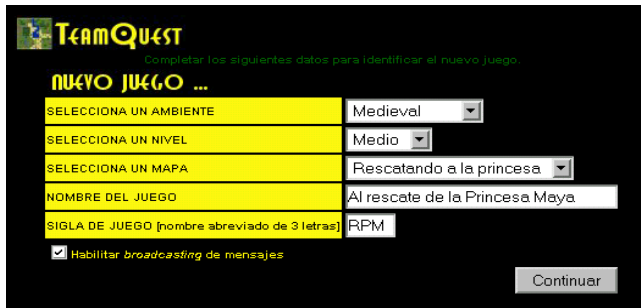 TEAMQUEST
Completar los siguientes datos para identificar el nuevo juego.
NUEVO JUEGO ...
SELECCIONA UN AMBIENTE Medieval
SELECCIONA UN NIVEL Medio
SELECCIONA UN MAPA Rescatando a la princesa
NOMBRE DEL JUEGO Al rescate de la Princesa Maya
SIGLA DE JUEGO [nombre abreviado de 3 letras] RPM
Habilitar broadcasting de mensajes
Continuar